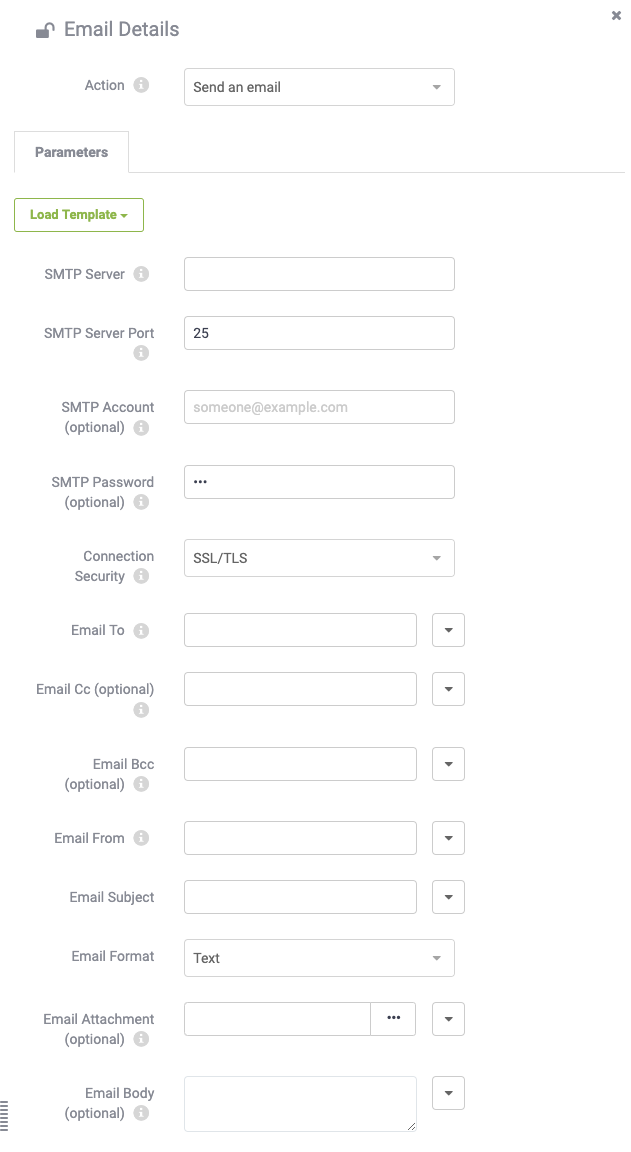 Email Details
Action
Send an email
Parameters
Load Template
SMTP Server
SMTP Server Port
25
SMTP Account
(optional)
someone@example.com
SMTP Password
(optional)
•••
Connection
Security
SSL/TLS
Email To
Email Cc (optional)
Email Bcc
(optional)
Email From
Email Subject
Email Format
Text
Email Attachment
(optional)
•••
Email Body
(optional)